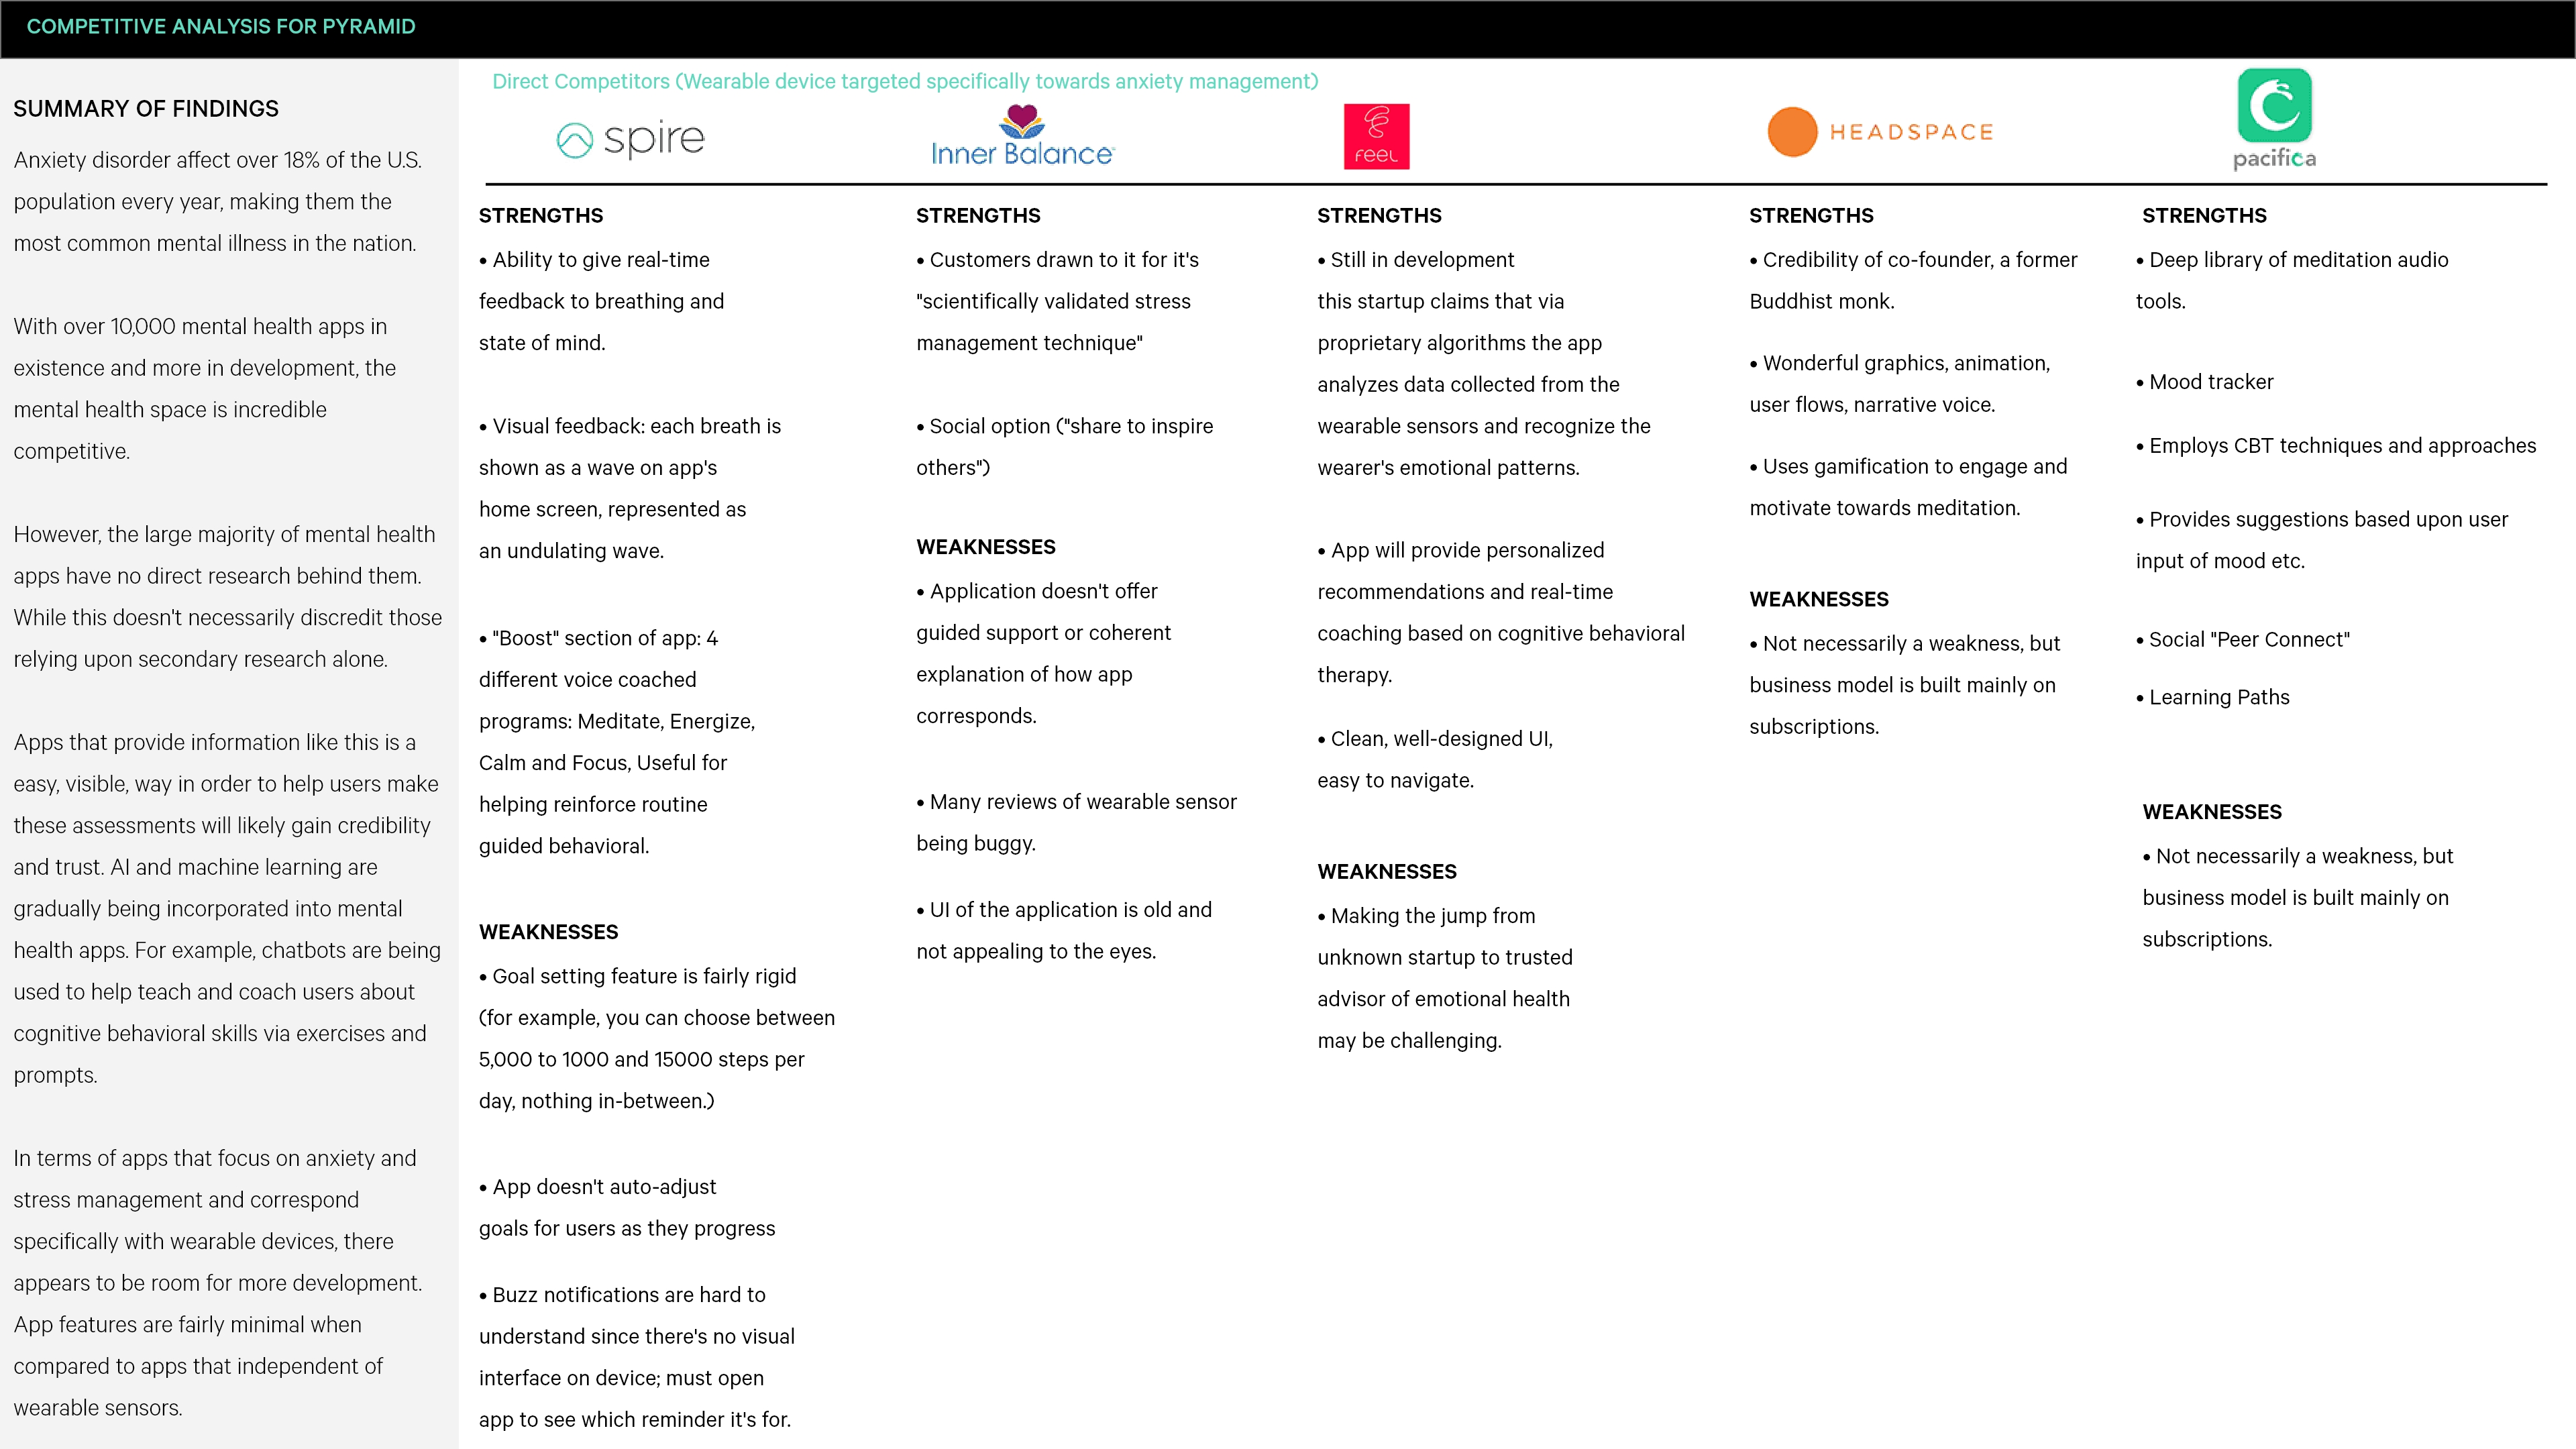 COMPETITIVE ANALYSIS FOR PYRAMID
SUMMARY OF FINDINGS
Anxiety disorder affect over 18% of the U.S.
population every year, making them the
most common mental illness in the nation.
With over 10,000 mental health apps in
existence and more in development, the
mental health space is incredible
competitive.
However, the large majority of mental health
apps have no direct research behind them.
While this doesn't necessarily discredit those
relying upon secondary research alone.
Apps that provide information like this is a
easy, visible, way in order to help users make
these assessments will likely gain credibility
and trust. AI and machine learning are
gradually being incorporated into mental
health apps. For example, chatbots are being
used to help teach and coach users about
cognitive behavioral skills via exercises and
prompts.
In terms of apps that focus on anxiety and
stress management and correspond
specifically with wearable devices, there
appears to be room for more development.
App features are fairly minimal when
compared to apps that independent of
wearable sensors.
Direct Competitors (Wearable device targeted specifically towards anxiety management)
spire
STRENGTHS
• Ability to give real-time
feedback to breathing and
state of mind.
• Visual feedback: each breath is
shown as a wave on app's
home screen, represented as
an undulating wave.
• "Boost" section of app: 4
different voice coached
programs: Meditate, Energize,
Calm and Focus, Useful for
helping reinforce routine
guided behavioral.
WEAKNESSES
• Goal setting feature is fairly rigid
(for example, you can choose between
5,000 to 1000 and 15000 steps per
day, nothing in-between.)
• App doesn't auto-adjust
goals for users as they progress
• Buzz notifications are hard to
understand since there's no visual
interface on device; must open
app to see which reminder it's for.
Inner Balance
STRENGTHS
• Customers drawn to it for it's
"scientifically validated stress
management technique"
• Social option ("share to inspire
others")
WEAKNESSES
• Application doesn't offer
guided support or coherent
explanation of how app
corresponds.
• Many reviews of wearable sensor
being buggy.
• UI of the application is old and
not appealing to the eyes.
FEEL
STRENGTHS
• Still in development
this startup claims that via
proprietary algorithms the app
analyzes data collected from the
wearable sensors and recognize the
wearer's emotional patterns.
• App will provide personalized
recommendations and real-time
coaching based on cognitive behavioral
therapy.
• Clean, well-designed UI,
easy to navigate.
WEAKNESSES
• Making the jump from
unknown startup to trusted
advisor of emotional health
may be challenging.
HEADSPACE
STRENGTHS
• Credibility of co-founder, a former
Buddhist monk.
• Wonderful graphics, animation,
user flows, narrative voice.
• Uses gamification to engage and
motivate towards meditation.
WEAKNESSES
• Not necessarily a weakness, but
business model is built mainly on
subscriptions.
pacifica
STRENGTHS
• Deep library of meditation audio
tools.
• Mood tracker
• Employs CBT techniques and approaches
• Provides suggestions based upon user
input of mood etc.
• Social "Peer Connect"
• Learning Paths
WEAKNESSES
• Not necessarily a weakness, but
business model is built mainly on
subscriptions.